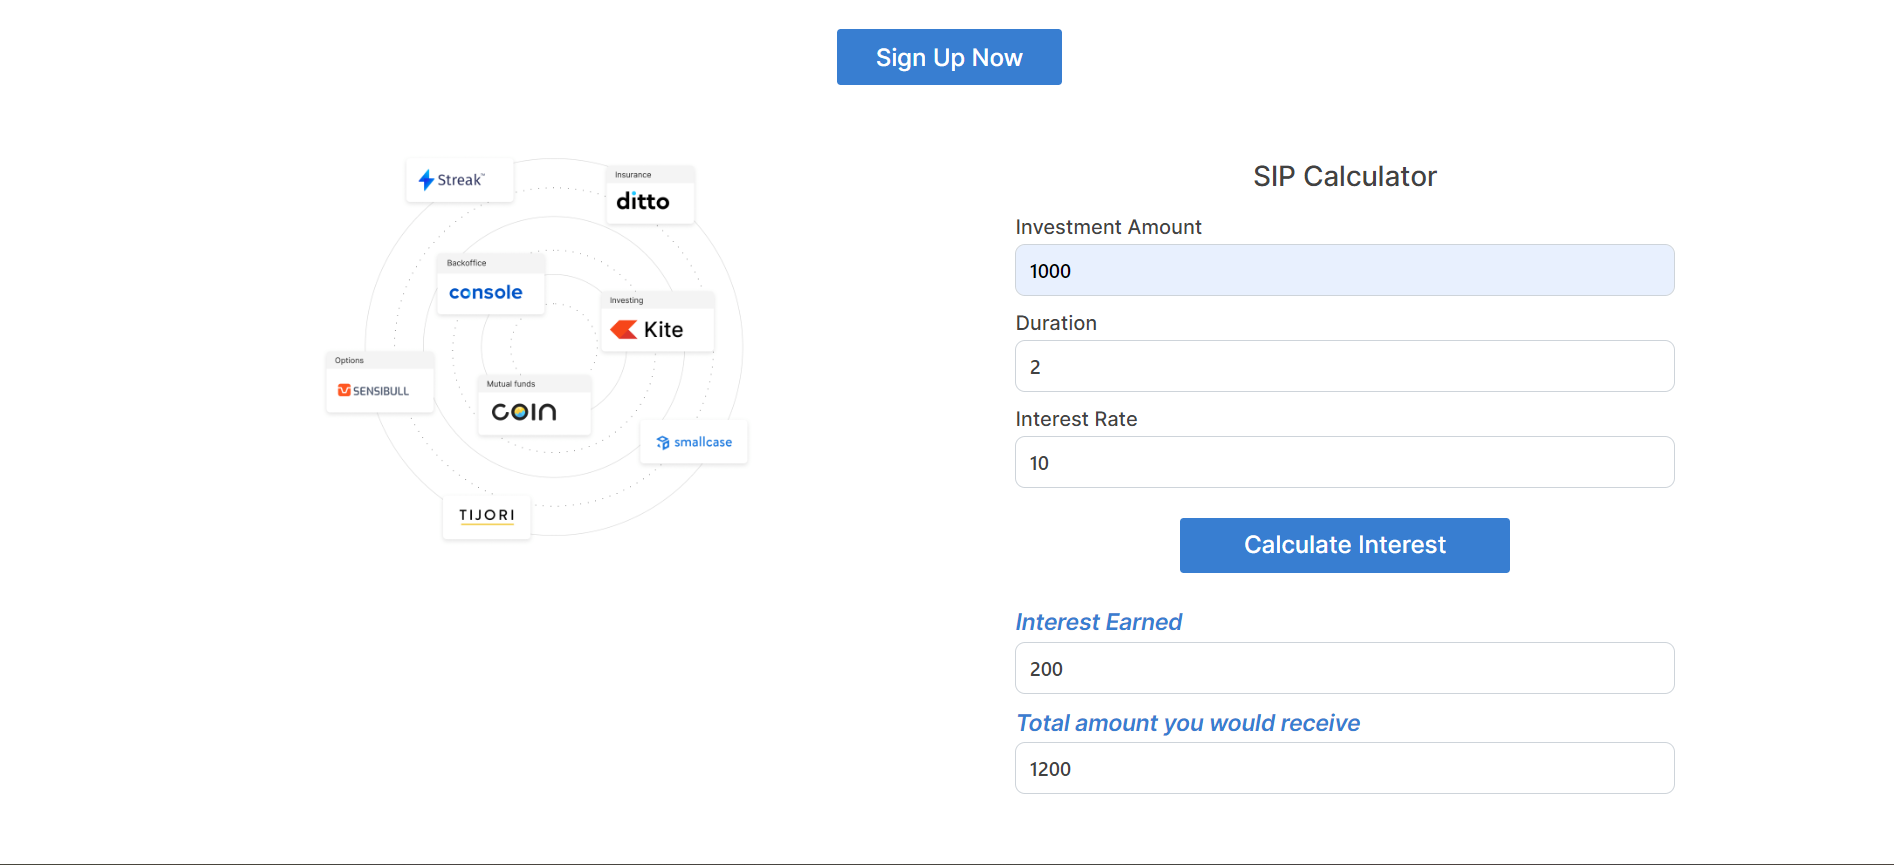 Sign Up Now
Streak™
Insurance
ditto
Backoffice
console
Investing
Kite
Options
SENSIBULL
Mutual funds
COIN
smallcase
TIJORI
SIP Calculator
Investment Amount
1000
Duration
2
Interest Rate
10
Calculate Interest
Interest Earned
200
Total amount you would receive
1200